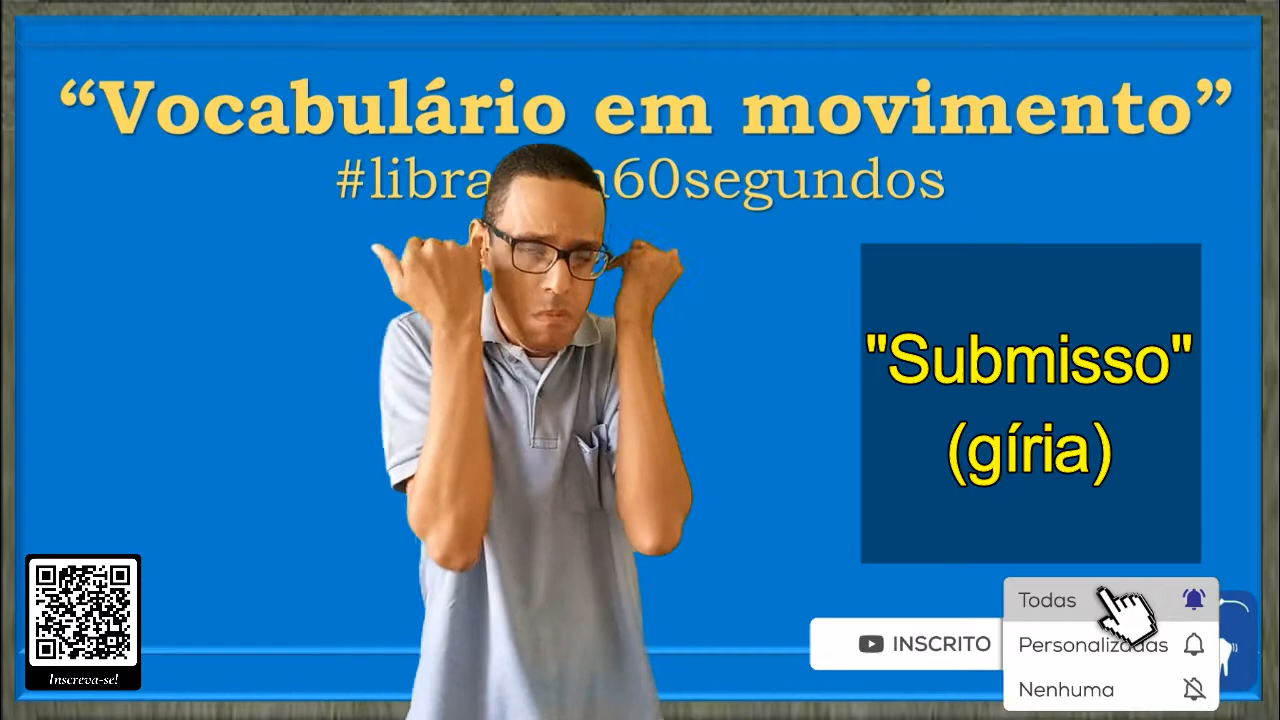 “Vocabulário em movimento”
#libra 60segundos
"Submisso"
(gíria)
Todas
INSCRITO
Personalizadas
Nenhuma
Inscreva-se!